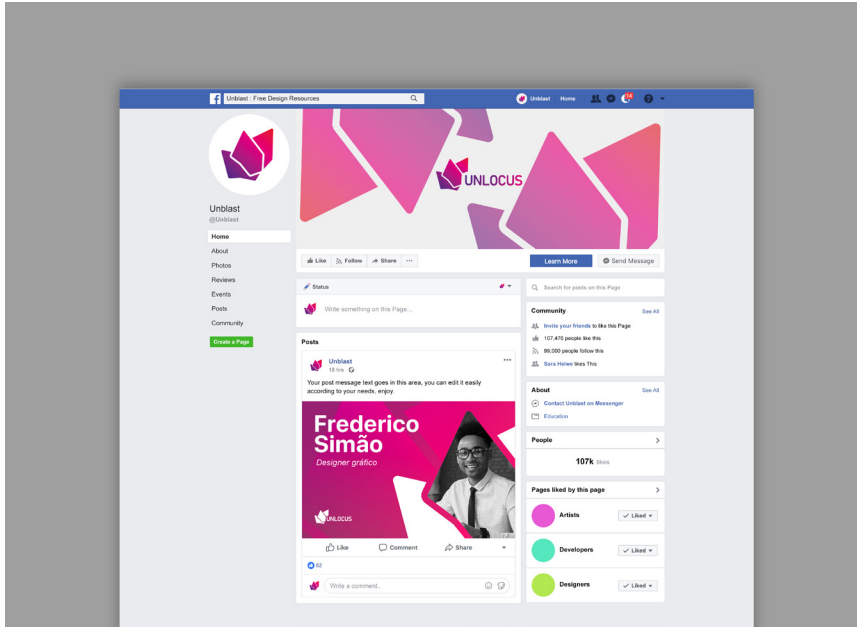 Unblast : Free Design Resources
Unblast
Home
14
UNLOCUS
Unblast
@Unblast
Home
About
Photos
Reviews
Events
Posts
Community
Create a Page
Like
Follow
Share
Learn More
Send Message
Status
Write something on this Page...
Posts
Unblast
18 hrs
Your post message text goes in this area, you can edit it easily
according to your needs, enjoy.
Frederico
Simão
Designer gráfico
UNLOCUS
Like
Comment
Share
62
Write a comment..
Search for posts on this Page
Community
See All
Invite your friends to like this Page
107,476 people like this
99,000 people follow this
Sara Helwe likes This
About
See All
Contact Unblast on Messenger
Education
People
107k likes
Pages liked by this page
Artists
Liked
Developers
Liked
Designers
Liked